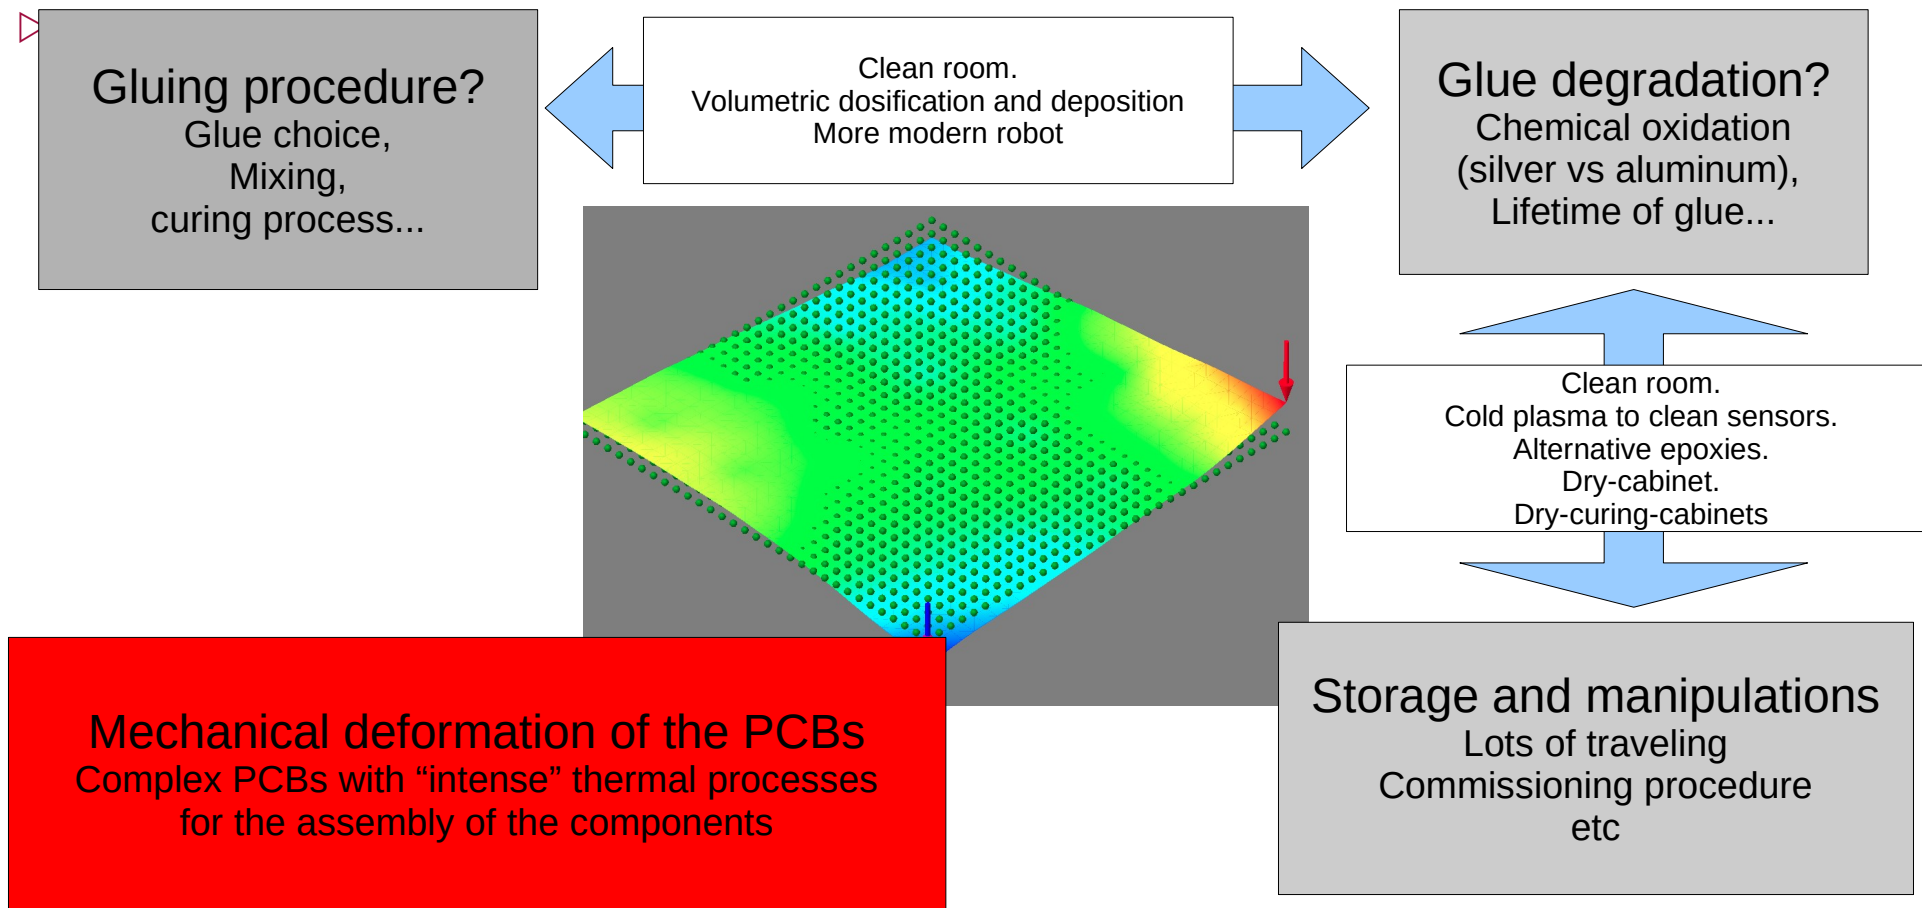 Gluing procedure?
Glue choice,
Mixing,
curing process...
Clean room.
Volumetric dosification and deposition
More modern robot
Glue degradation?
Chemical oxidation
(silver vs aluminum),
Lifetime of glue...
Clean room.
Cold plasma to clean sensors.
Alternative epoxies.
Dry-cabinet.
Dry-curing-cabinets
Mechanical deformation of the PCBs
Complex PCBs with “intense” thermal processes
for the assembly of the components
Storage and manipulations
Lots of traveling
Commissioning procedure
etc